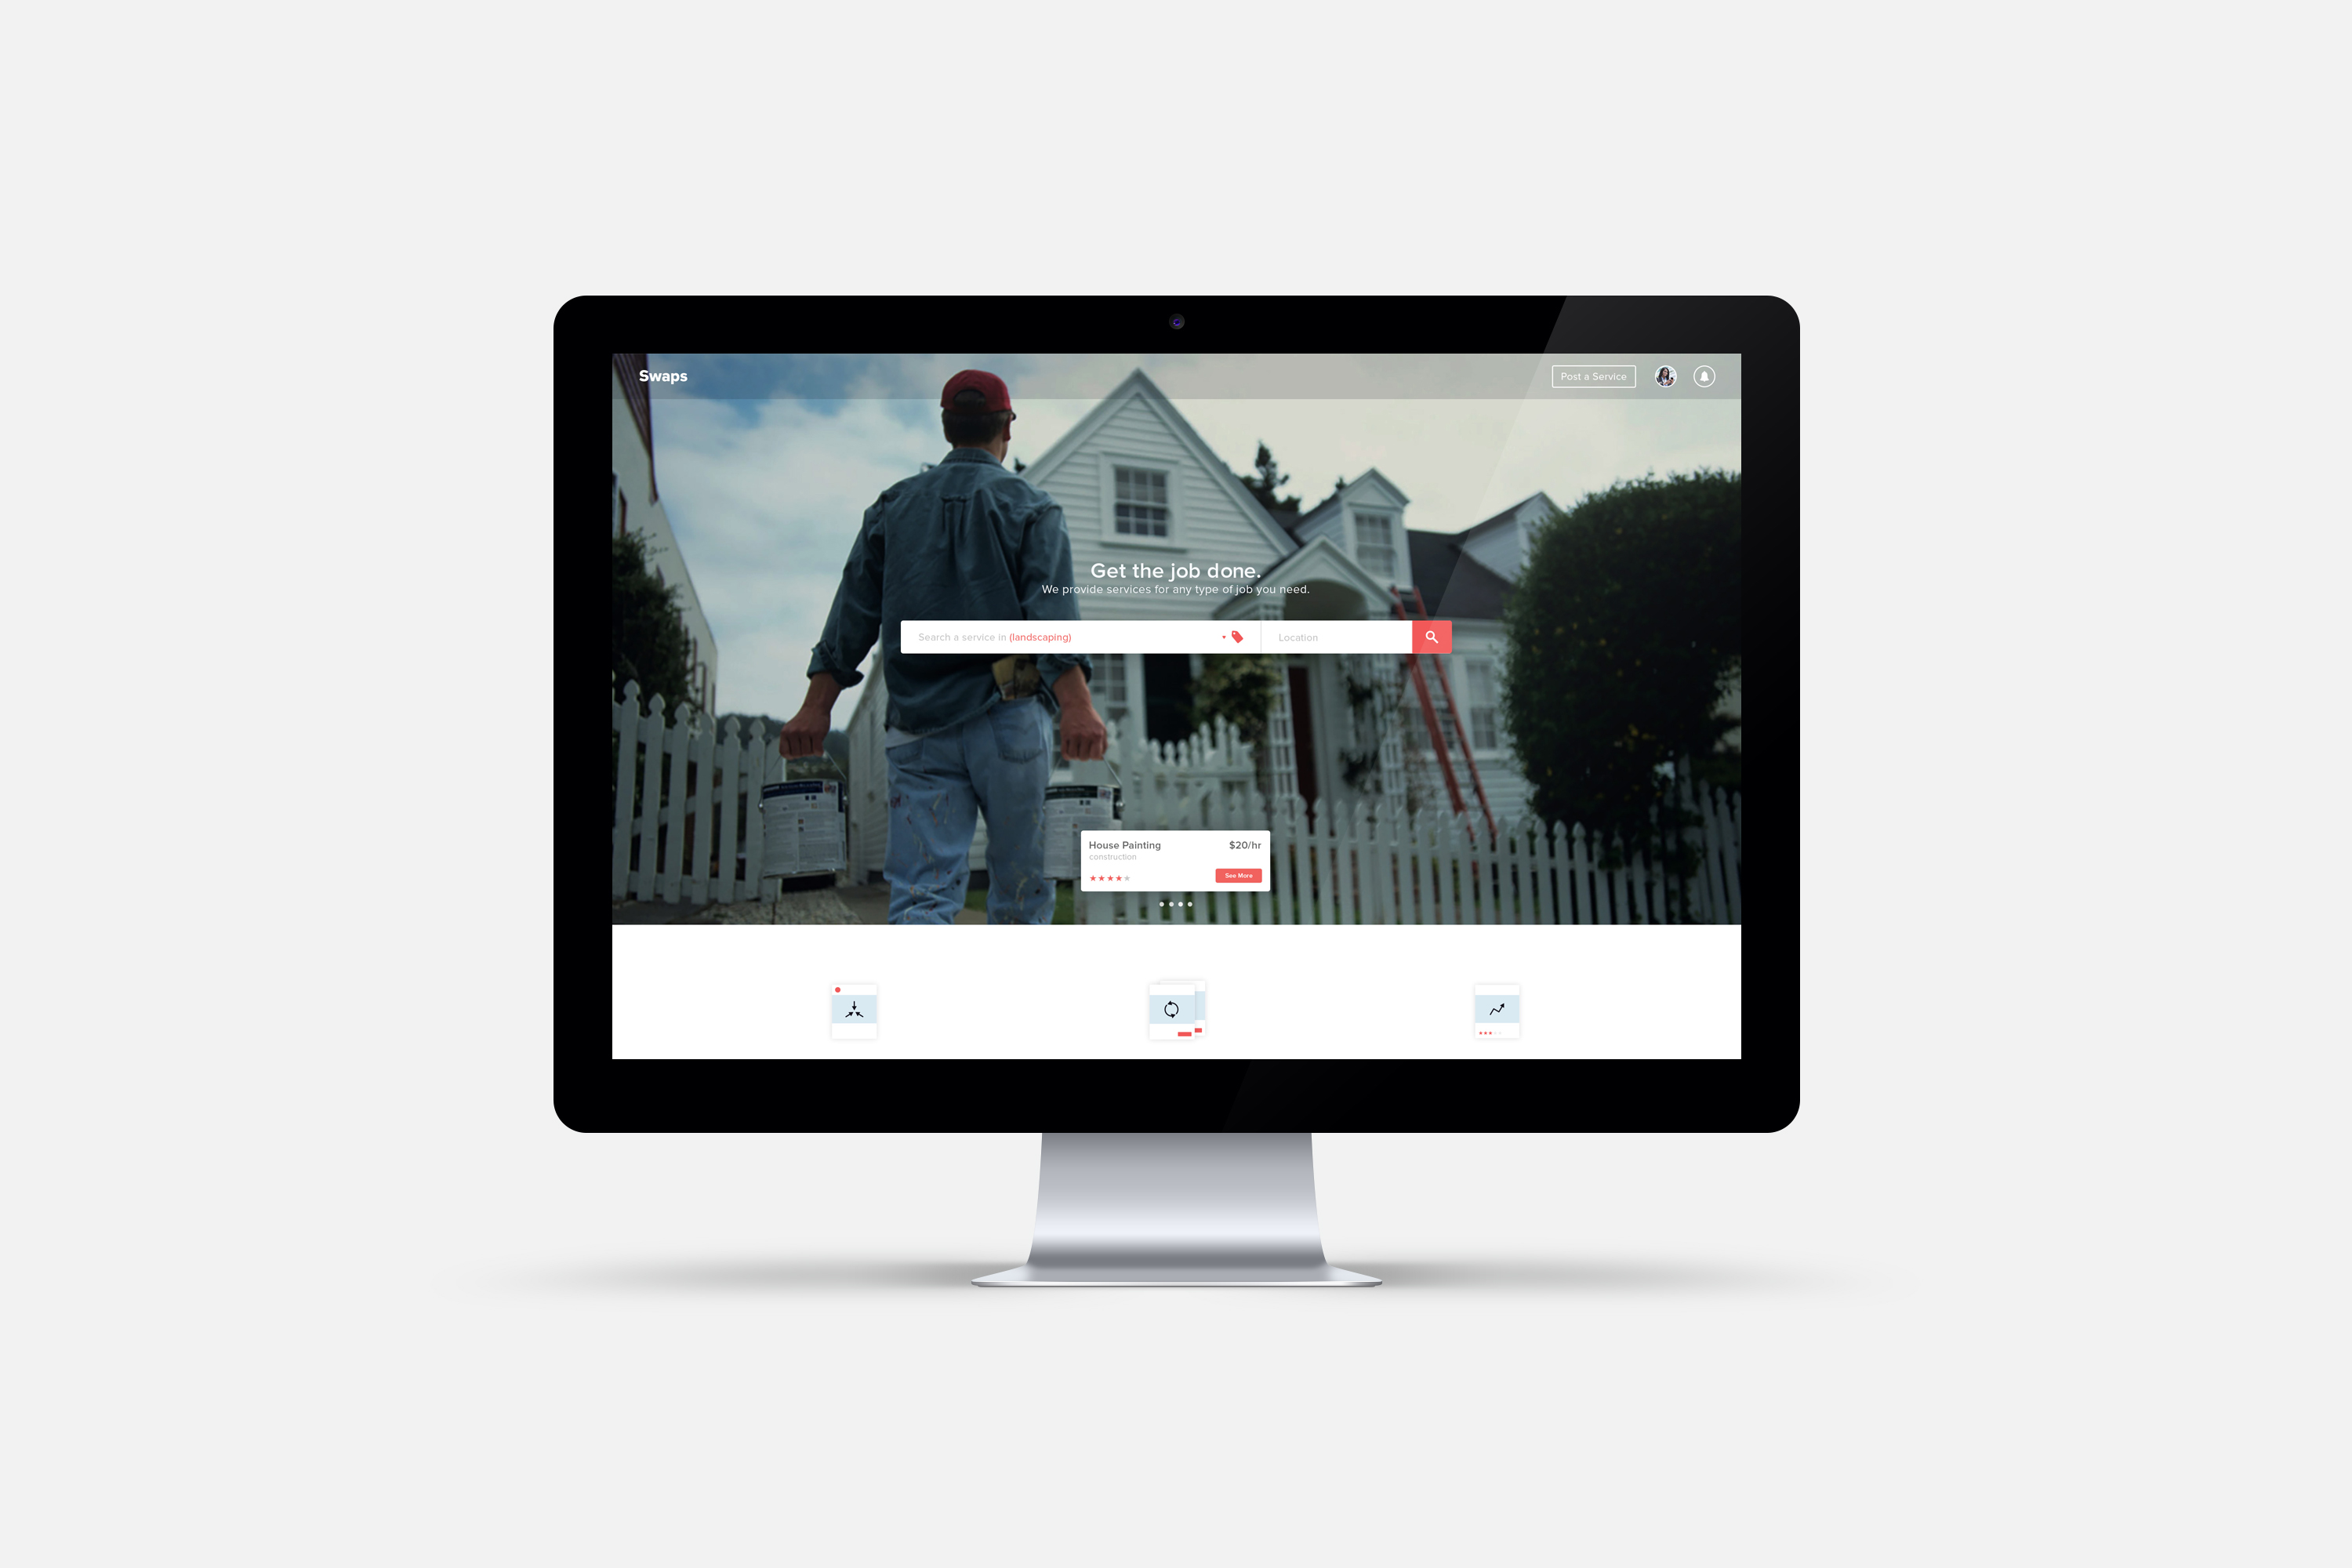 Swaps
Post a Service
Get the job done.
We provide services for any type of job you need.
Search a service in (landscaping)
Location
House Painting
$20/hr
construction
See More